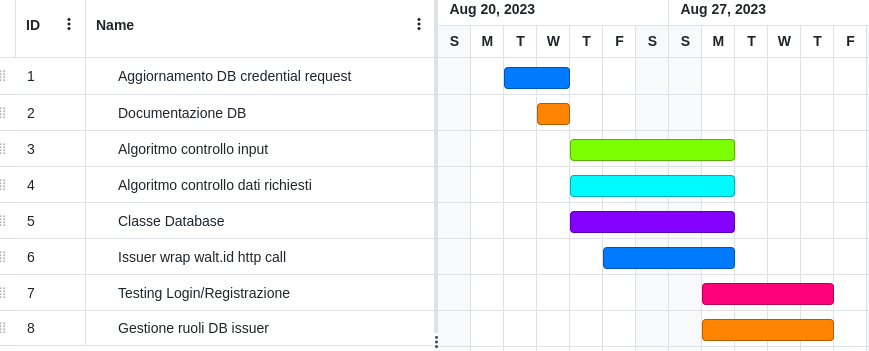 Aug 20, 2023 Aug 27, 2023
ID Name
S M T W T F S S M T W T F
1 Aggiornamento DB credential request
2 Documentazione DB
3 Algoritmo controllo input
4 Algoritmo controllo dati richiesti
5 Classe Database
6 Issuer wrap walt.id http call
7 Testing Login/Registrazione
8 Gestione ruoli DB issuer